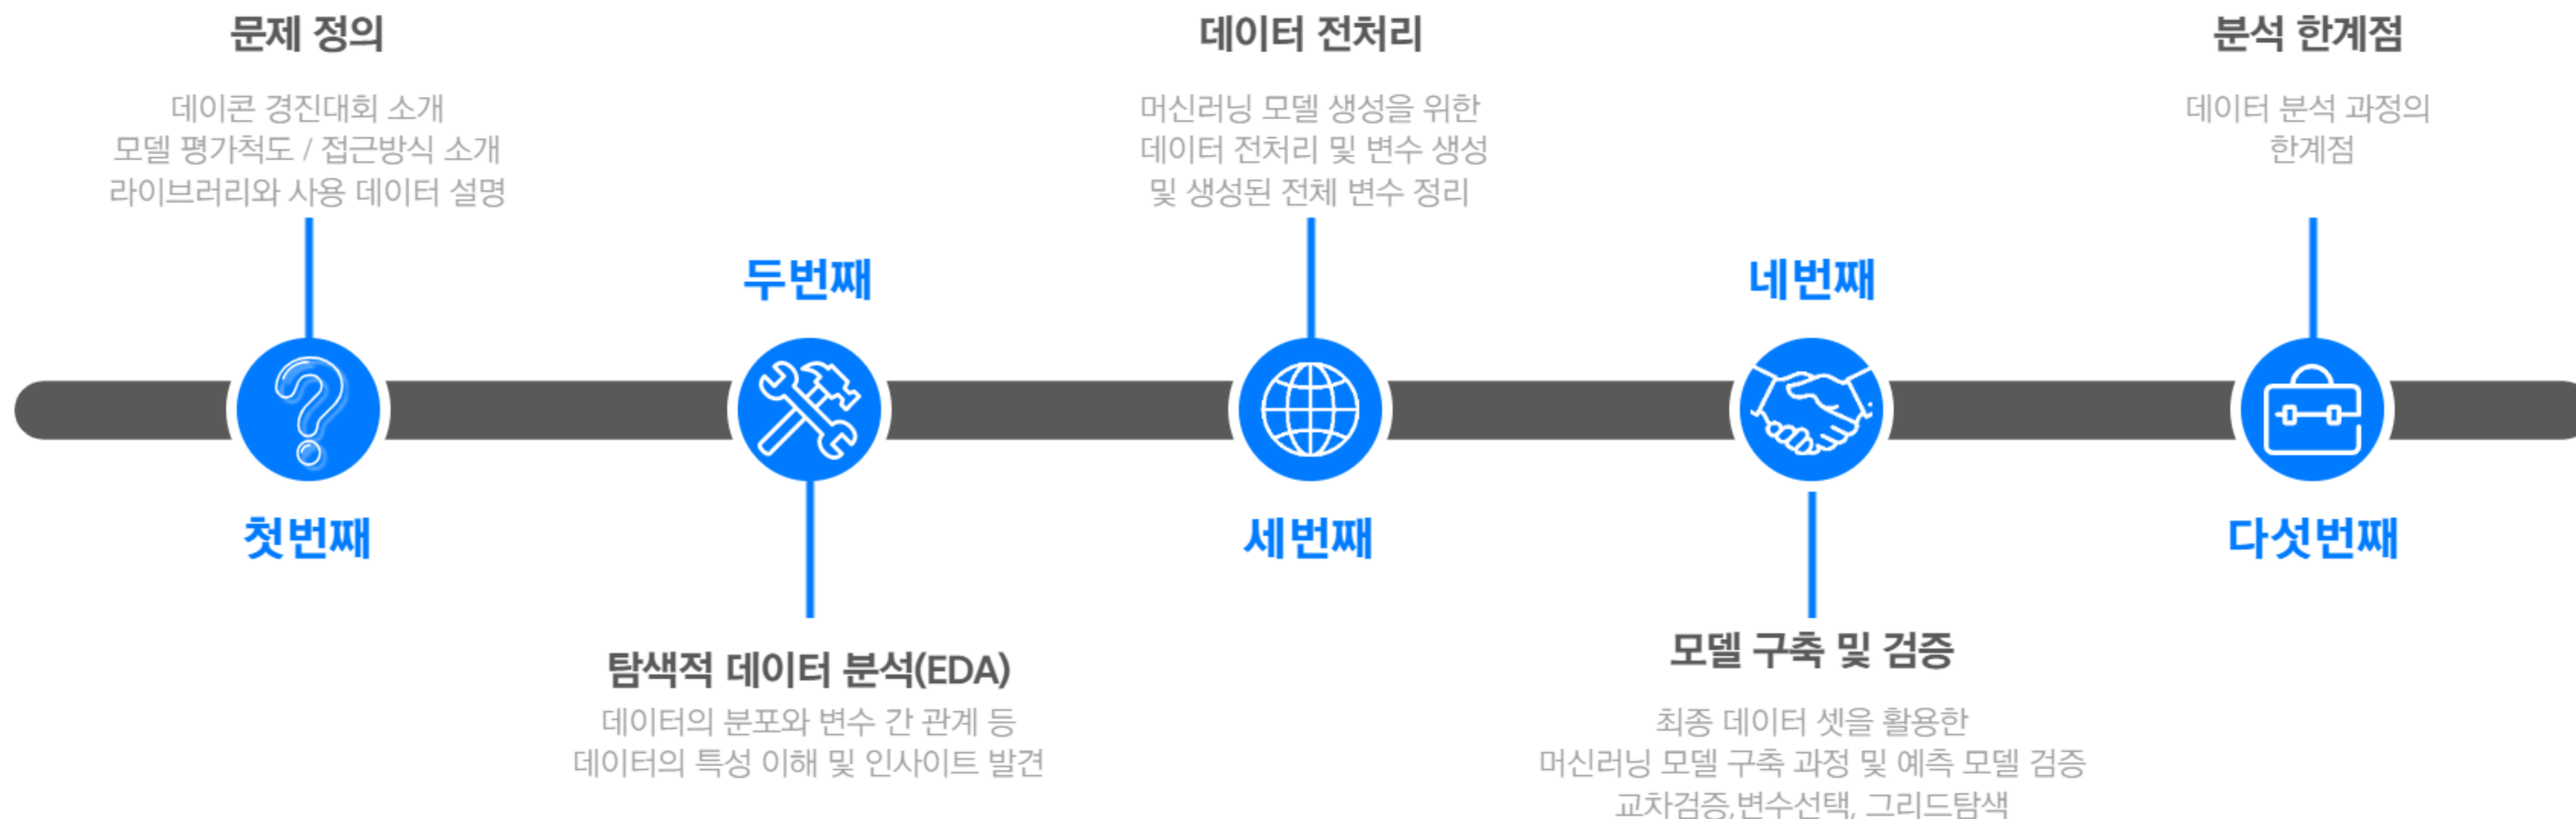 문제 정의
데이콘 경진대회 소개
모델 평가척도 / 접근방식 소개
라이브러리와 사용 데이터 설명
첫번째
두번째
탐색적 데이터 분석(EDA)
데이터의 분포와 변수 간 관계 등
데이터의 특성 이해 및 인사이트 발견
데이터 전처리
머신러닝 모델 생성을 위한
데이터 전처리 및 변수 생성
및 생성된 전체 변수 정리
세번째
네번째
모델 구축 및 검증
최종 데이터 셋을 활용한
머신러닝 모델 구축 과정 및 예측 모델 검증
교차검증,변수선택, 그리드탐색
분석 한계점
데이터 분석 과정의
한계점
다섯번째